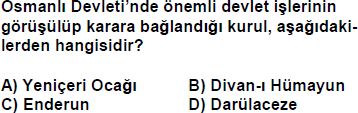 Osmanlı Devleti’nde önemli devlet işlerinin
görüşülüp karara bağlandığı kurul, aşağıdaki-
lerden hangisidir?
A) Yeniçeri Ocağı B) Divan-ı Hümayun
C) Enderun D) Darülaceze